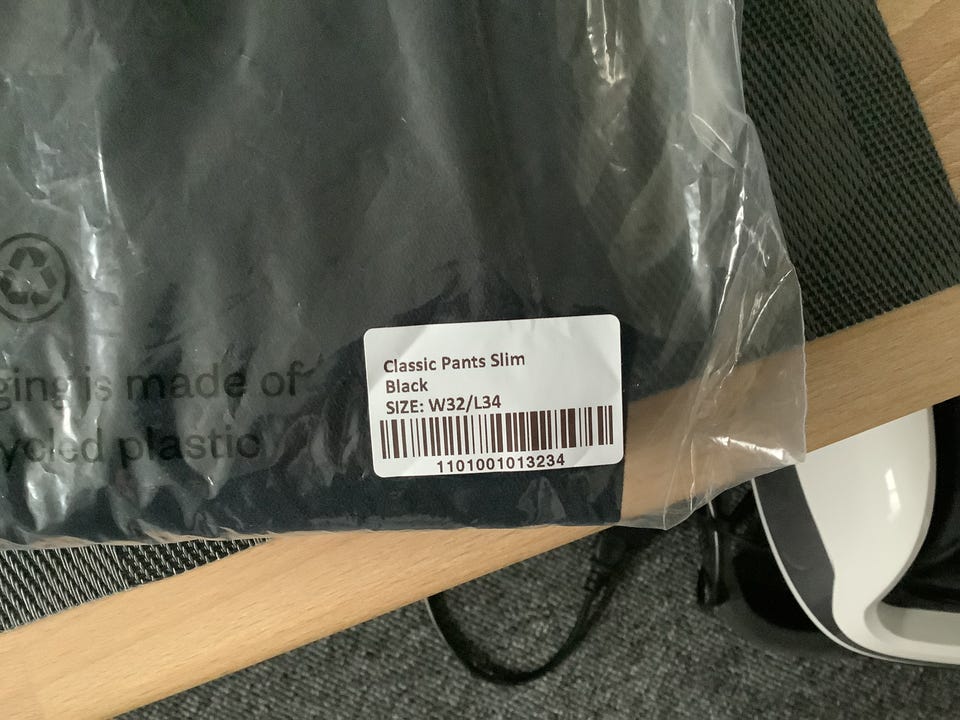 ging is made of
ycled plastic
Classic Pants Slim
Black
SIZE: W32/L34
1101001013234